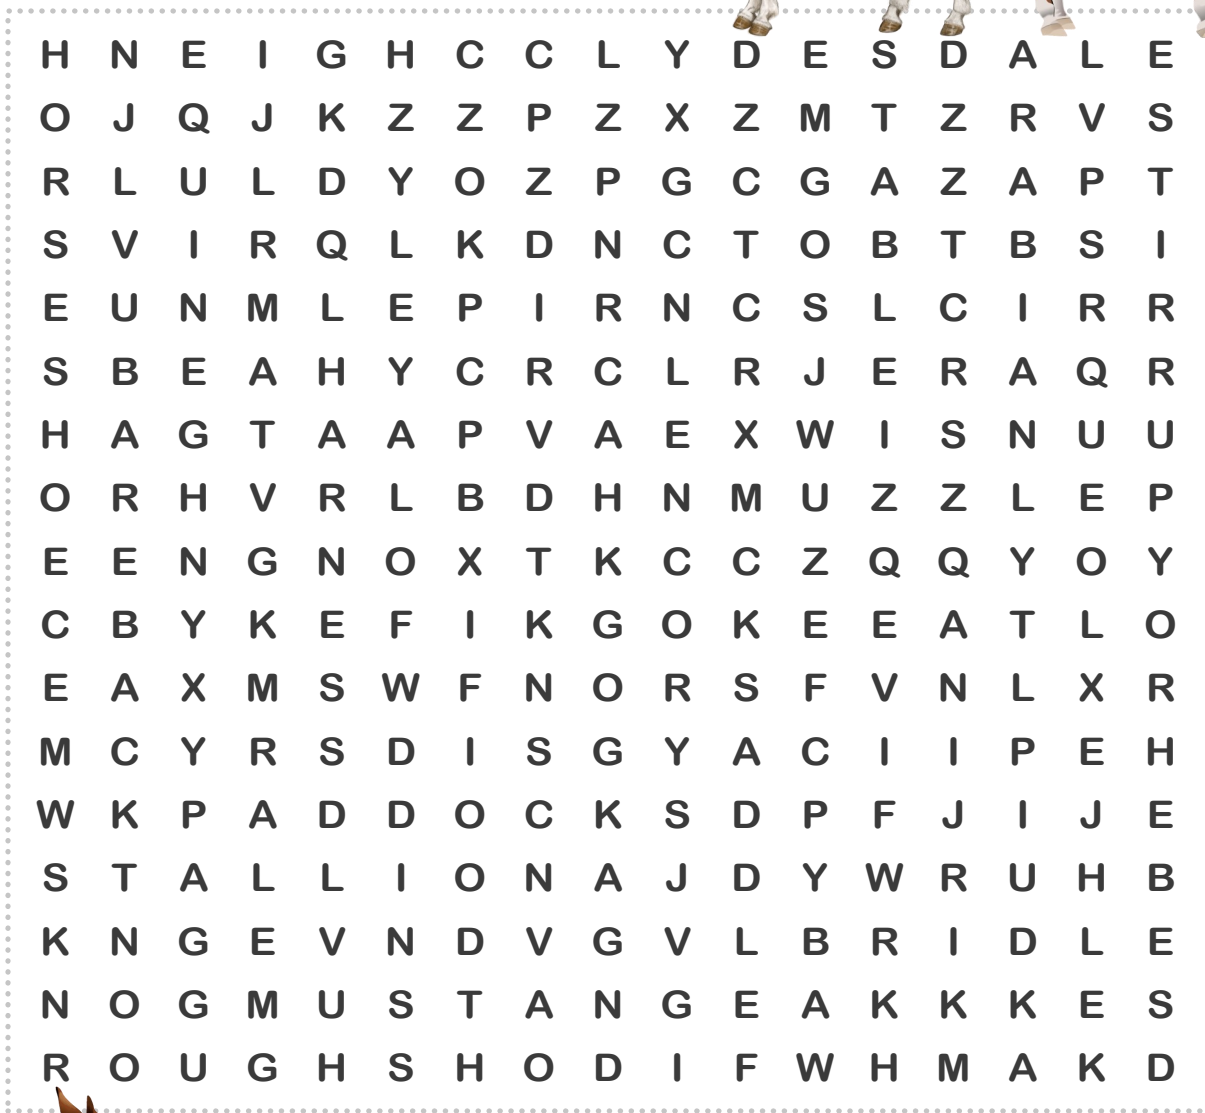 H N E I G H C C L Y D E S D A L E
O J Q J K Z Z P Z X Z M T Z R V S
R L U L D Y O Z P G C G A Z A P T
S V I R Q L K D N C T O B T B S I
E U N M L E P I R N C S L C I R R
S B E A H Y C R C L R J E R A Q R
H A G T A A P V A E X W I S N U U
O R H V R L B D H N M U Z Z L E P
E E N G N O X T K C C Z Q Q Y O Y
C B Y K E F I K G O K E E A T L O
E A X M S W F N O R S F V N L X R
M C Y R S D I S G Y A C I I P E H
W K P A D D O C K S D P F J I J E
S T A L L I O N A J D Y W R U H B
K N G E V N D V G V L B R I D L E
N O G M U S T A N G E A K K K E S
R O U G H S H O D I F W H M A K D